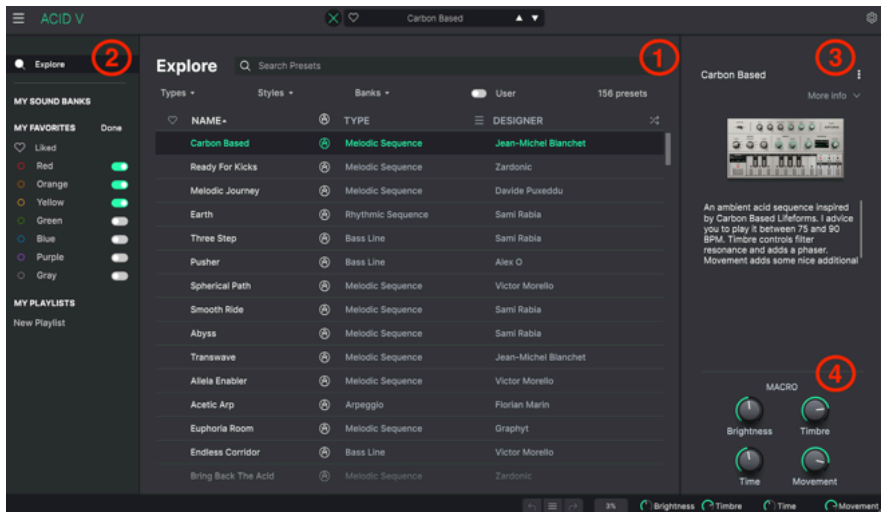 ACID V
Carbon Based
Explore
2
MY SOUND BANKS
MY FAVORITES Done
Liked
Red
Orange
Yellow
Green
Blue
Purple
Gray
MY PLAYLISTS
New Playlist
Explore
Search Presets
1
Types Styles Banks User 156 presets
NAME TYPE DESIGNER
Carbon Based Melodic Sequence Jean-Michel Blanchet
Ready For Kicks Melodic Sequence Zardonic
Melodic Journey Melodic Sequence Davide Puxeddu
Earth Rhythmic Sequence Sami Rabia
Three Step Bass Line Sami Rabia
Pusher Bass Line Alex O
Spherical Path Melodic Sequence Victor Morello
Smooth Ride Melodic Sequence Sami Rabia
Abyss Melodic Sequence Sami Rabia
Transwave Melodic Sequence Jean-Michel Blanchet
Allela Enabler Melodic Sequence Victor Morello
Acetic Arp Arpeggio Florian Marin
Euphoria Room Melodic Sequence Graphyt
Endless Corridor Bass Line Victor Morello
Bring Back The Acid Melodic Sequence Zardonic
3
Carbon Based
More info
An ambient acid sequence inspired
by Carbon Based Lifeforms. I advice
you to play it between 75 and 90
BPM. Timbre controls filter
resonance and adds a phaser.
Movement adds some nice additional
4
MACRO
Brightness Timbre
Time Movement
3% Brightness Timbre Time Movement